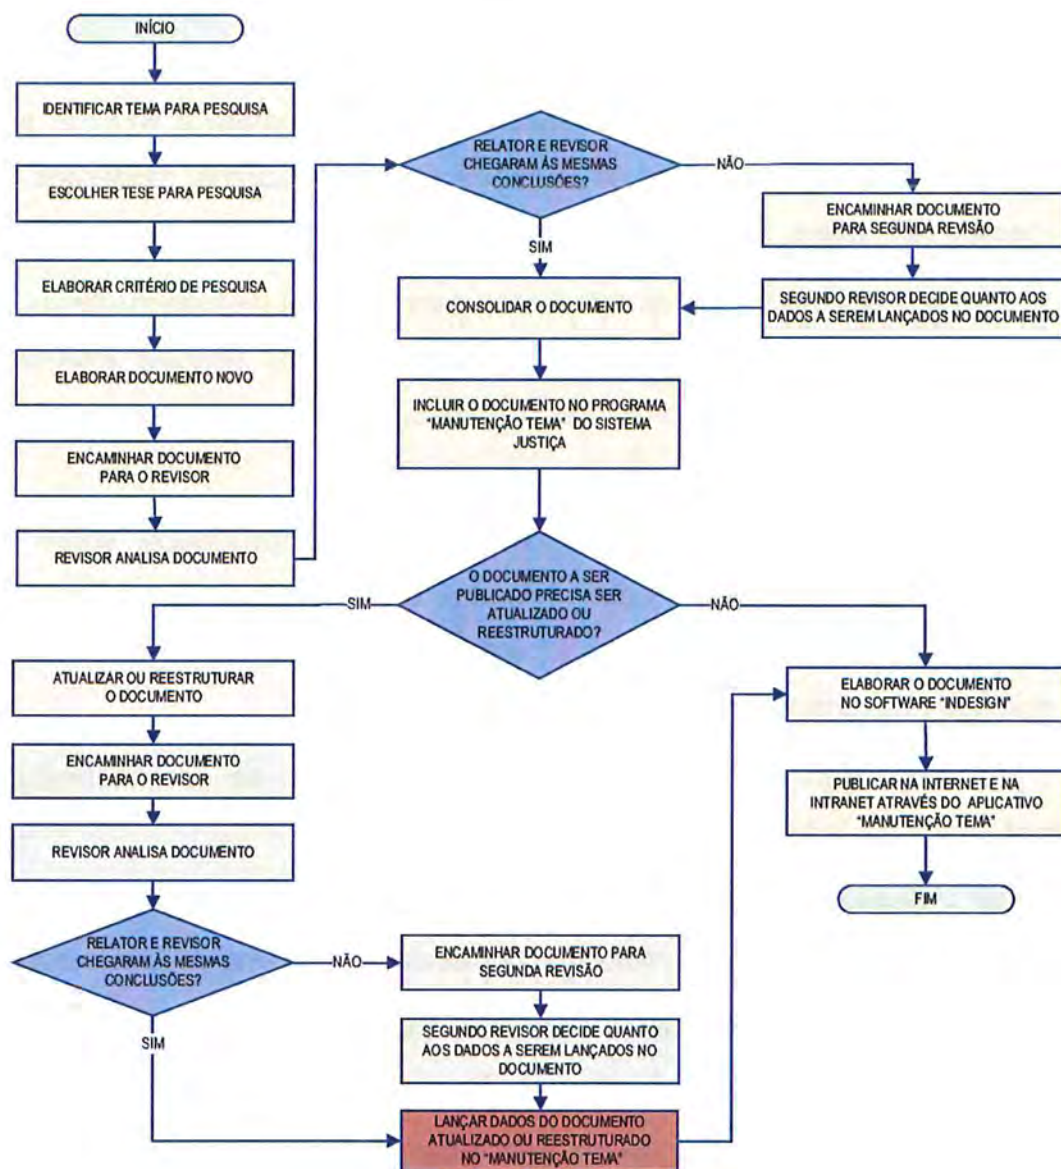 INÍCIO
IDENTIFICAR TEMA PARA PESQUISA
ESCOLHER TESE PARA PESQUISA
ELABORAR CRITÉRIO DE PESQUISA
ELABORAR DOCUMENTO NOVO
ENCAMINHAR DOCUMENTO
PARA O REVISOR
REVISOR ANALISA DOCUMENTO
RELATOR E REVISOR
CHEGARAM ÀS MESMAS
CONCLUSÕES?
NÃO
ENCAMINHAR DOCUMENTO
PARA SEGUNDA REVISÃO
SEGUNDO REVISOR DECIDE QUANTO AOS
DADOS A SEREM LANÇADOS NO DOCUMENTO
SIM
CONSOLIDAR O DOCUMENTO
INCLUIR O DOCUMENTO NO PROGRAMA
“MANUTENÇÃO TEMA” DO SISTEMA
JUSTIÇA
O DOCUMENTO A SER
PUBLICADO PRECISA SER
ATUALIZADO OU
REESTRUTURADO?
SIM
NÃO
ATUALIZAR OU REESTRUTURAR
O DOCUMENTO
ENCAMINHAR DOCUMENTO
PARA O REVISOR
REVISOR ANALISA DOCUMENTO
RELATOR E REVISOR
CHEGARAM ÀS MESMAS
CONCLUSÕES?
NÃO
SIM
ENCAMINHAR DOCUMENTO PARA
SEGUNDA REVISÃO
SEGUNDO REVISOR DECIDE QUANTO
AOS DADOS A SEREM LANÇADOS NO
DOCUMENTO
LANÇAR DADOS DO DOCUMENTO
ATUALIZADO OU REESTRUTURADO
NO “MANUTENÇÃO TEMA”
ELABORAR O DOCUMENTO
NO SOFTWARE “INDESIGN”
PUBLICAR NA INTERNET E NA
INTRANET ATRAVÉS DO APLICATIVO
“MANUTENÇÃO TEMA”
FIM